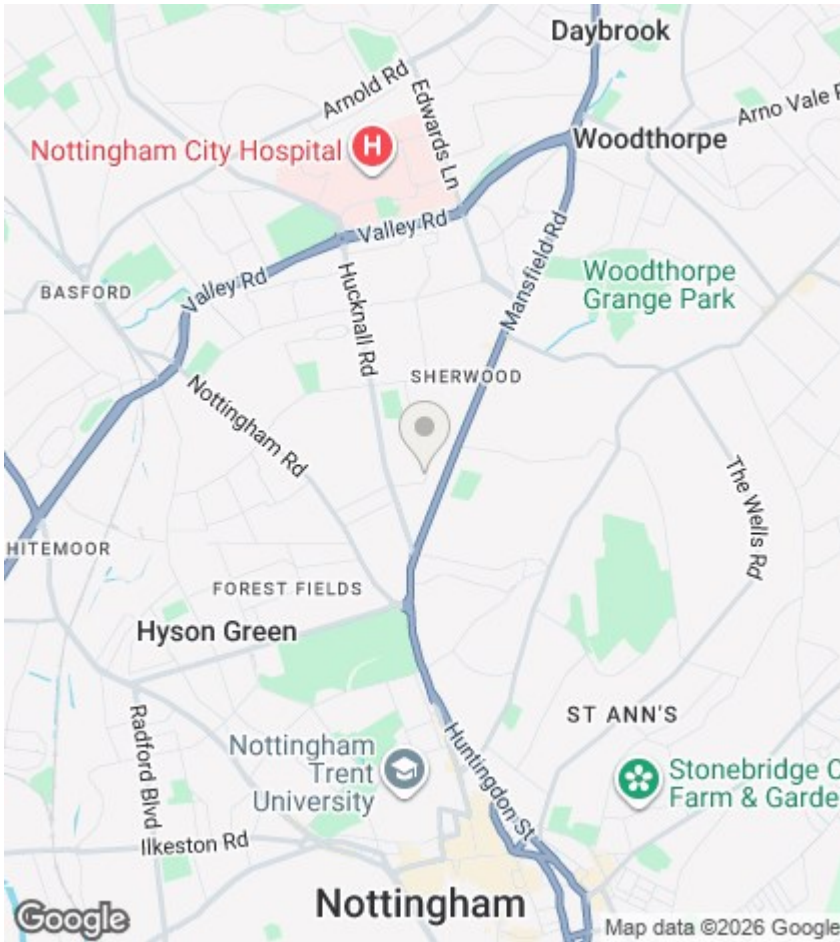 Daybrook
Arnold Rd
Edwards Ln
Arno Vale R
Nottingham City Hospital
H
Woodthorpe
Valley Rd
Mansfield Rd
Woodthorpe
Grange Park
BASFORD
Valley Rd
Hucknall Rd
SHERWOOD
Nottingham Rd
The Wells Rd
HITEMOOR
FOREST FIELDS
Hyson Green
Radford Blvd
ST ANN'S
Nottingham
Trent
University
Huntingdon St
Stonebridge C
Farm & Garde
Ilkeston Rd
Nottingham
Google
Map data ©2026 Google